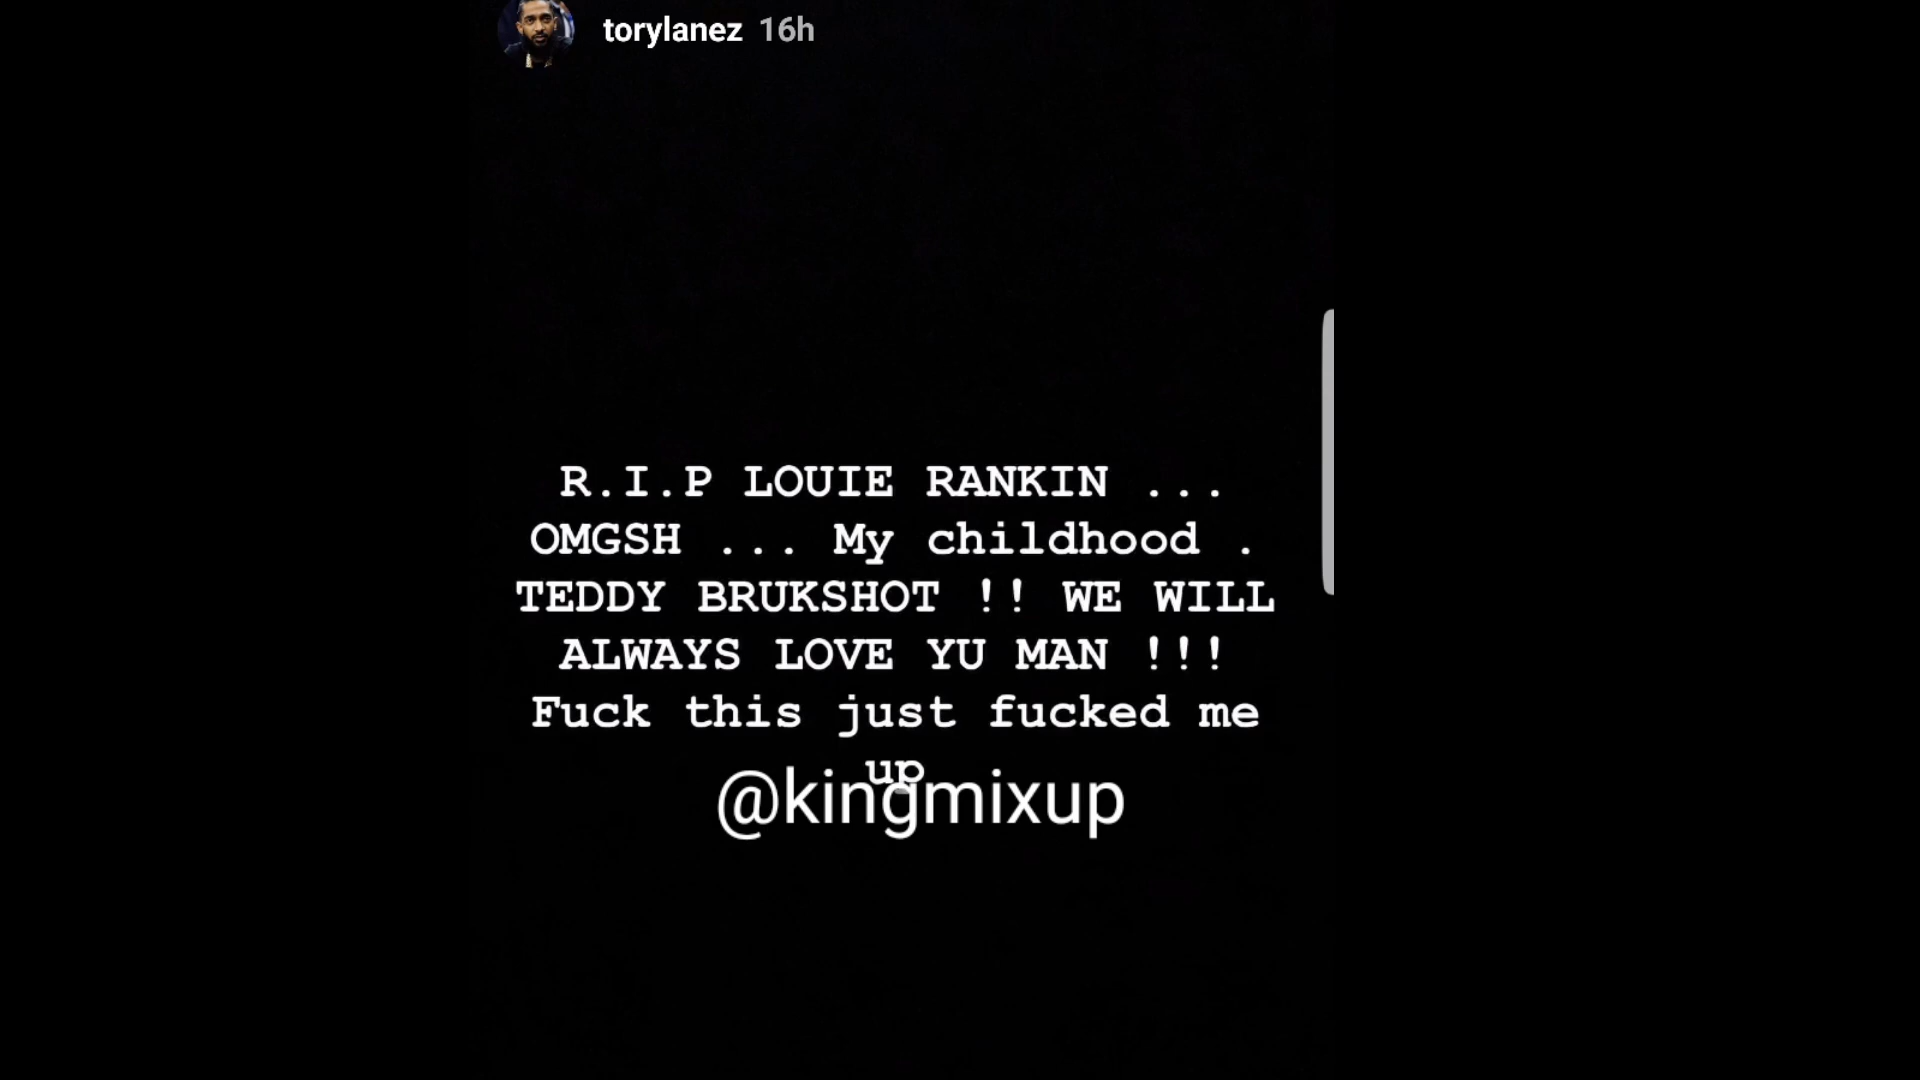 torylanez 16h
R.I.P LOUIE RANKIN ...
OMGSH ... My childhood .
TEDDY BRUKSHOT !! WE WILL
ALWAYS LOVE YU MAN !!!
Fuck this just fucked me
up
@kingmixup